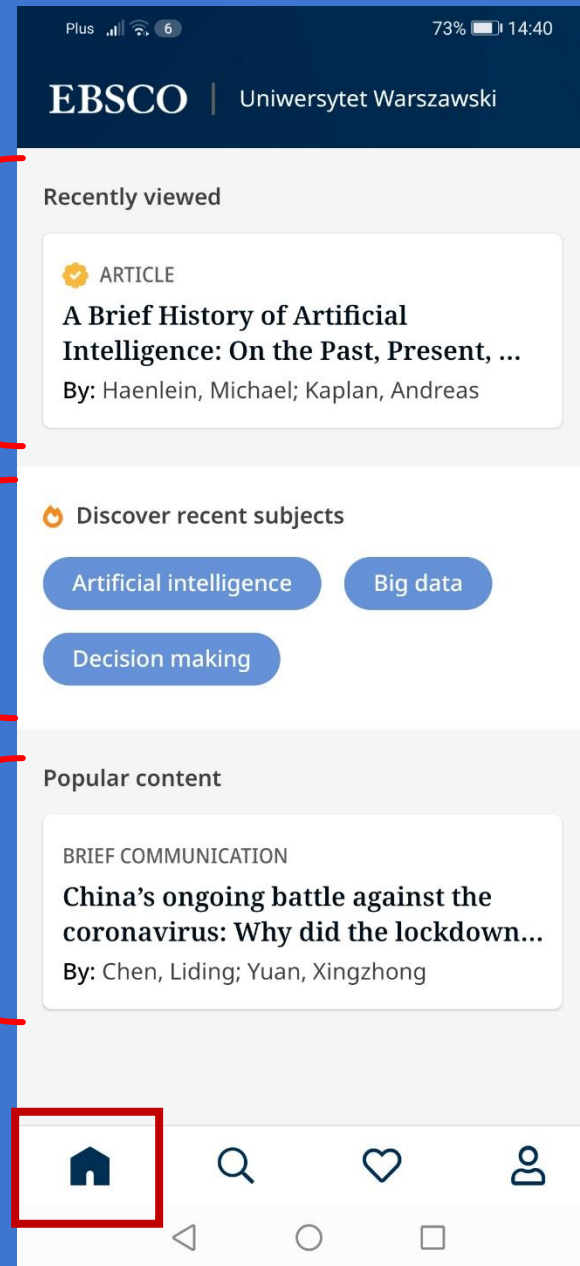 Plus 6 73% 14:40
EBSCO | Uniwersytet Warszawski
Recently viewed
ARTICLE
A Brief History of Artificial
Intelligence: On the Past, Present, ...
By: Haenlein, Michael; Kaplan, Andreas
Discover recent subjects
Artificial intelligence Big data
Decision making
Popular content
BRIEF COMMUNICATION
China’s ongoing battle against the
coronavirus: Why did the lockdown...
By: Chen, Liding; Yuan, Xingzhong